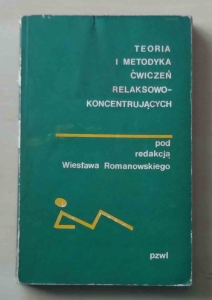 TEORIA
I METODYKA
ĆWICZEŃ
RELAKSOWO-
KONCENTRUJĄCYCH
pod
redakcją
Wiesława Romanowskiego
pzwl